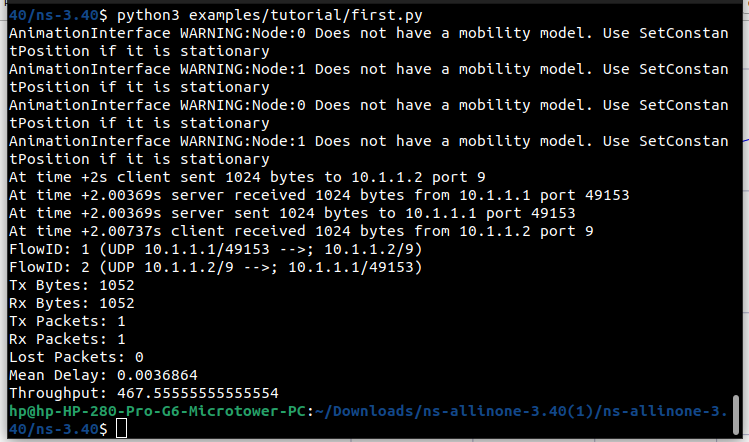 40/ns-3.40$ python3 examples/tutorial/first.py
AnimationInterface WARNING:Node:0 Does not have a mobility model. Use SetConstan
tPosition if it is stationary
AnimationInterface WARNING:Node:1 Does not have a mobility model. Use SetConstan
tPosition if it is stationary
AnimationInterface WARNING:Node:0 Does not have a mobility model. Use SetConstan
tPosition if it is stationary
AnimationInterface WARNING:Node:1 Does not have a mobility model. Use SetConstan
tPosition if it is stationary
At time +2s client sent 1024 bytes to 10.1.1.2 port 9
At time +2.00369s server received 1024 bytes from 10.1.1.1 port 49153
At time +2.00369s server sent 1024 bytes to 10.1.1.1 port 49153
At time +2.00737s client received 1024 bytes from 10.1.1.2 port 9
FlowID: 1 (UDP 10.1.1.1/49153 -->; 10.1.1.2/9)
FlowID: 2 (UDP 10.1.1.2/9 -->; 10.1.1.1/49153)
Tx Bytes: 1052
Rx Bytes: 1052
Tx Packets: 1
Rx Packets: 1
Lost Packets: 0
Mean Delay: 0.0036864
Throughput: 467.55555555555554
hp@hp-HP-280-Pro-G6-Microtower-PC:~/Downloads/ns-allinone-3.40(1)/ns-allinone-3.
40/ns-3.40$